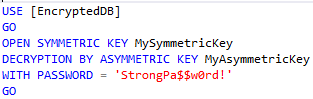 USE [EncryptedDB]
GO
OPEN SYMMETRIC KEY MySymmetricKey
DECRYPTION BY ASYMMETRIC KEY MyAsymmetricKey
WITH PASSWORD = 'StrongPa$$w0rd!'
GO